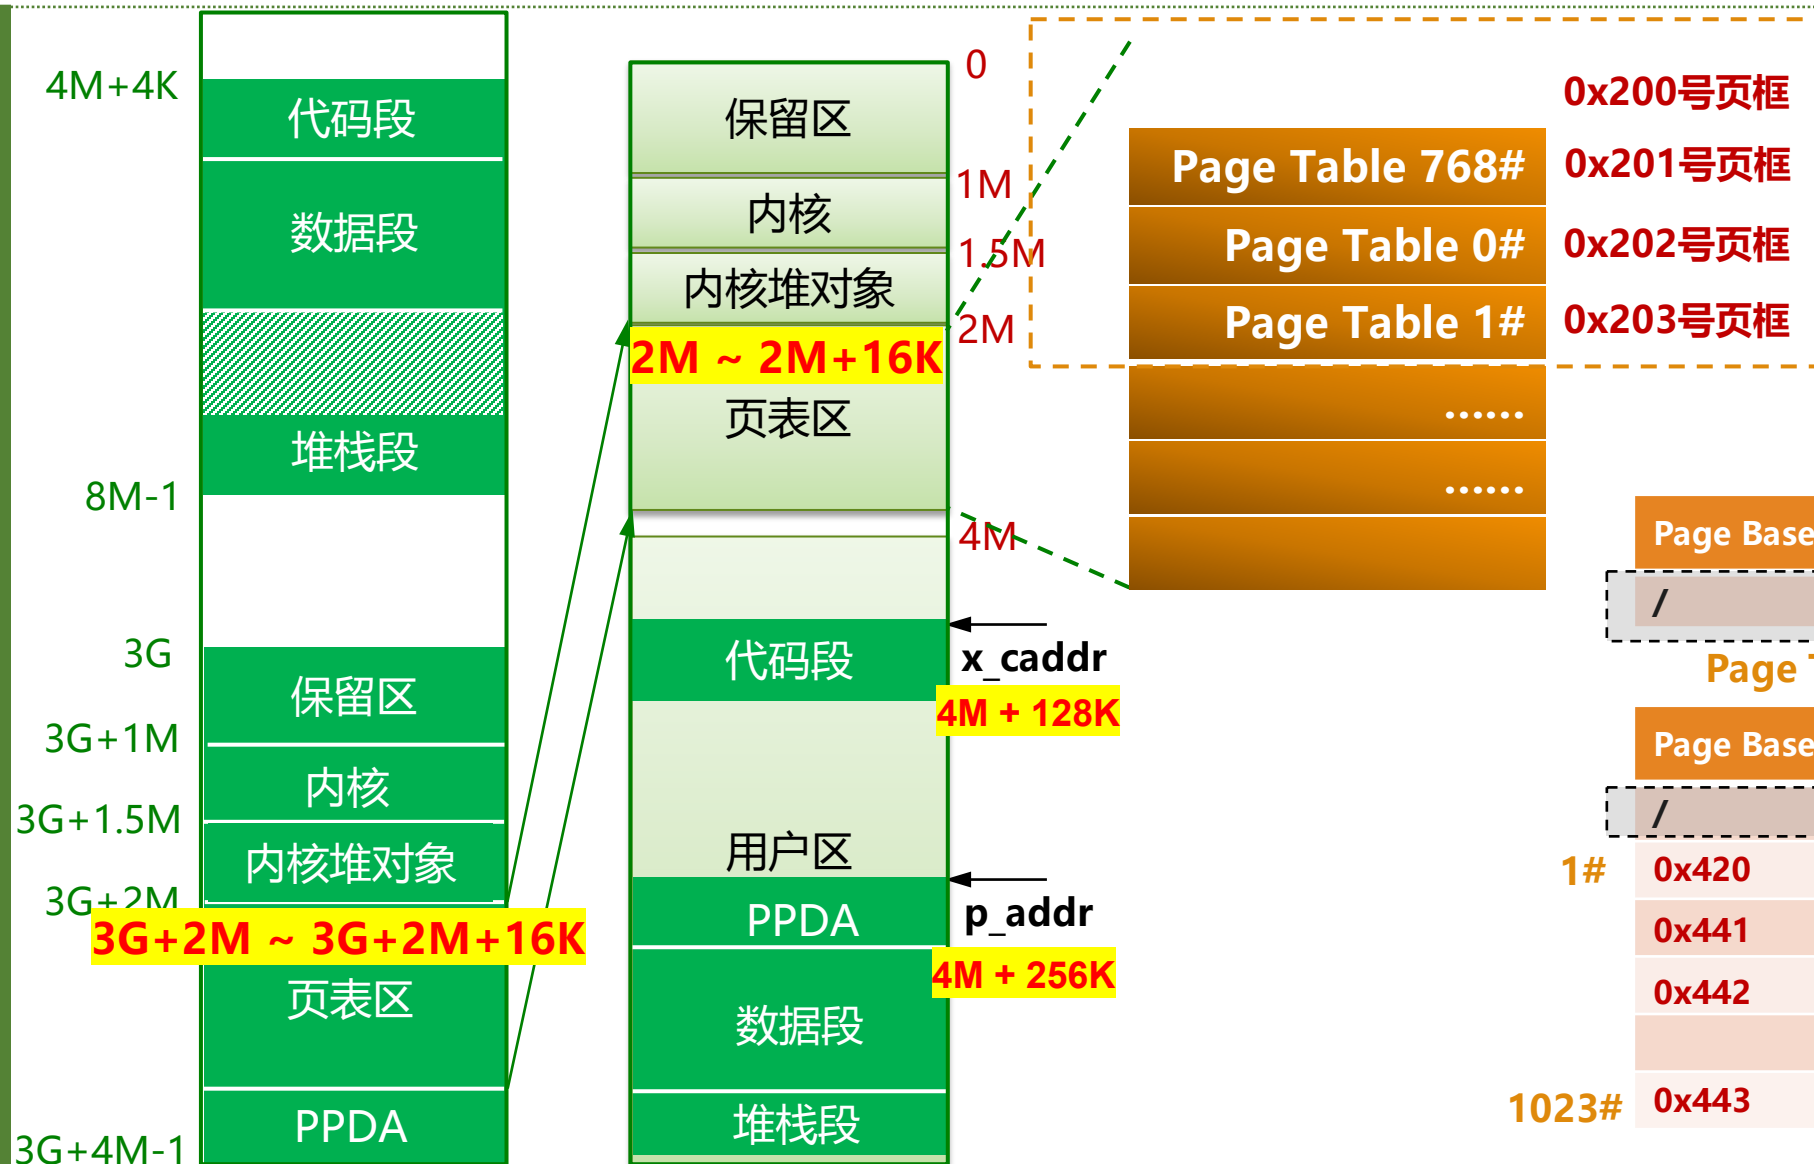 4M+4K
代码段
数据段
堆栈段
8M-1
3G
保留区
3G+1M
内核
3G+1.5M
内核堆对象
3G+2M
3G+2M ~ 3G+2M+16K
页表区
PPDA
3G+4M-1
0
保留区
1M
内核
1.5M
内核堆对象
2M
2M ~ 2M+16K
页表区
4M
代码段
x_caddr
4M + 128K
用户区
PPDA
p_addr
4M + 256K
数据段
堆栈段
0x200号页框
Page Table 768# 0x201号页框
Page Table 0# 0x202号页框
Page Table 1# 0x203号页框
......
......
Page Base
/
Page
Page Base
/
1# 0x420
0x441
0x442
1023# 0x443